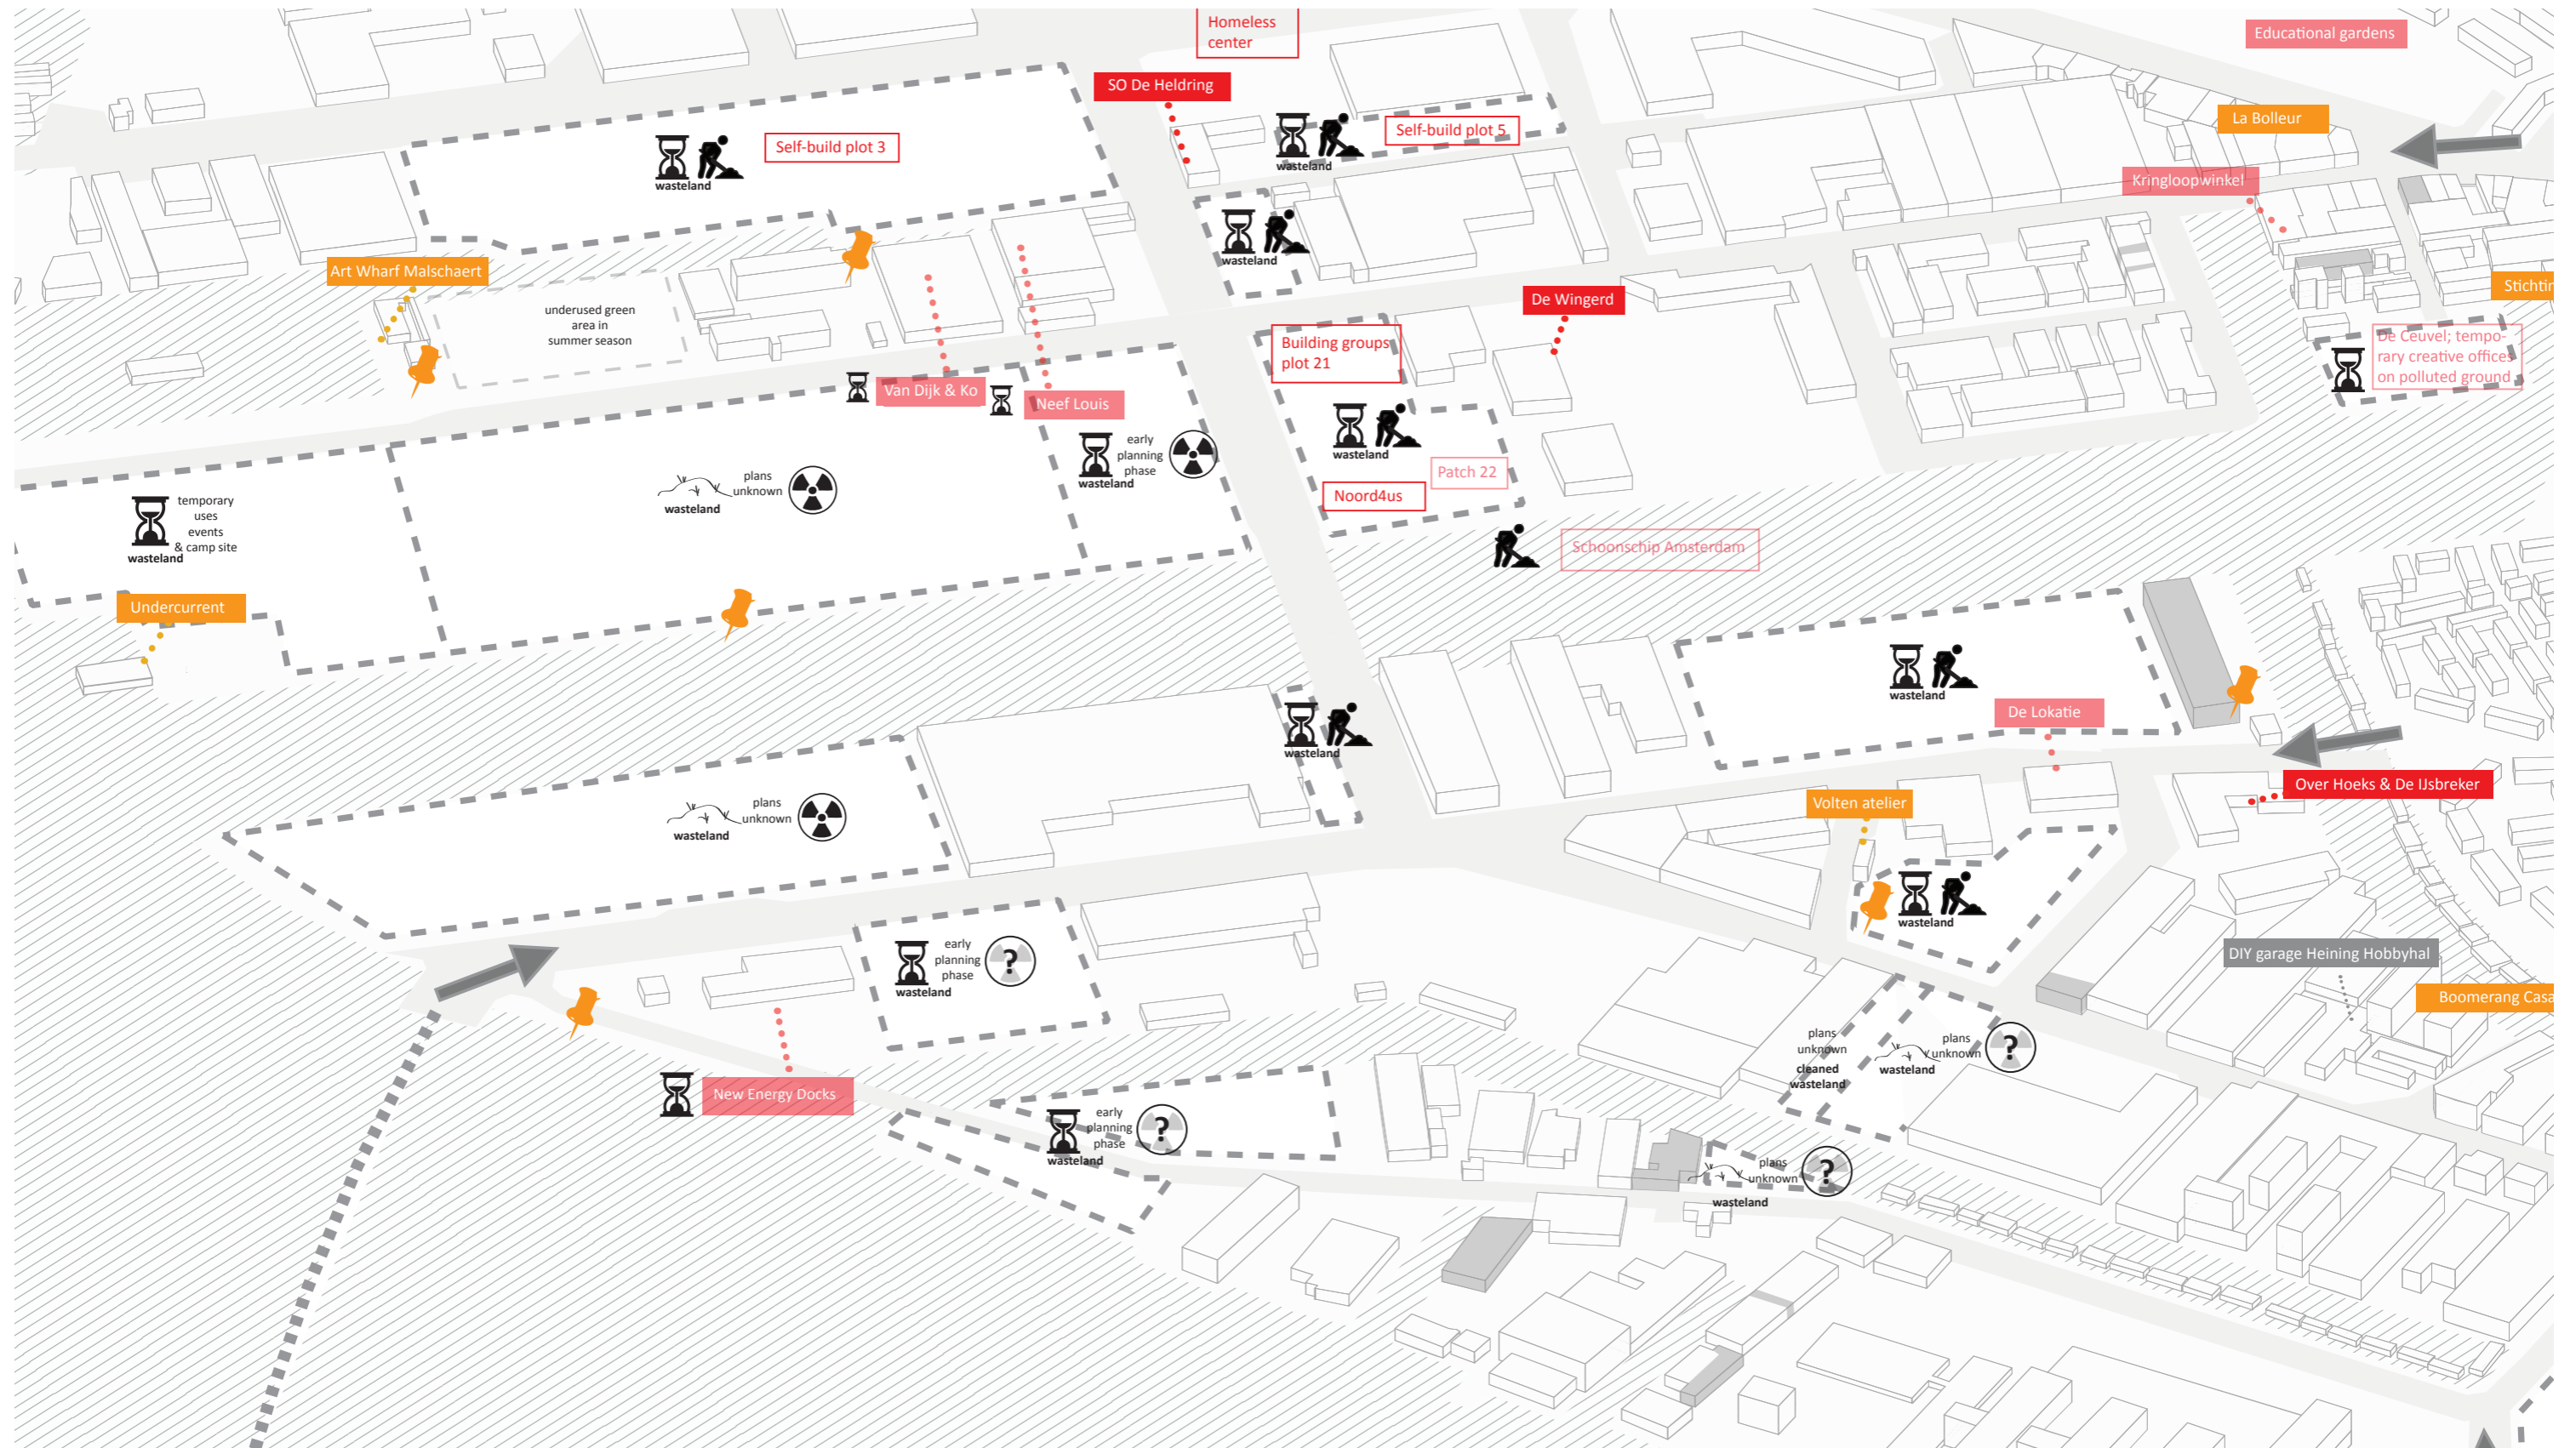 Homeless
center
Educational gardens
SO De Heldring
La Bolleur
Self-build plot 3
wasteland
Self-build plot 5
wasteland
Kringloopwinkel
wasteland
Art Wharf Malschaert
underused green
area in
summer season
De Wingerd
Stichtin
Building groups
plot 21
De Ceuvel; tempo-
rary creative offices
on polluted ground
Van Dijk & Ko
Neef Louis
early
planning
phase
wasteland
wasteland
Patch 22
Noord4us
plans
unknown
wasteland
temporary
uses
events
& camp site
wasteland
Schoonschip Amsterdam
Undercurrent
wasteland
De Lokatie
wasteland
Over Hoeks & De IJsbreker
plans
unknown
wasteland
Volten atelier
wasteland
early
planning
phase
wasteland
DIY garage Heining Hobbyhal
Boomerang Casa
plans
unknown
cleaned
wasteland
plans
unknown
wasteland
?
?
New Energy Docks
early
planning
phase
wasteland
?
plans
unknown
wasteland
?